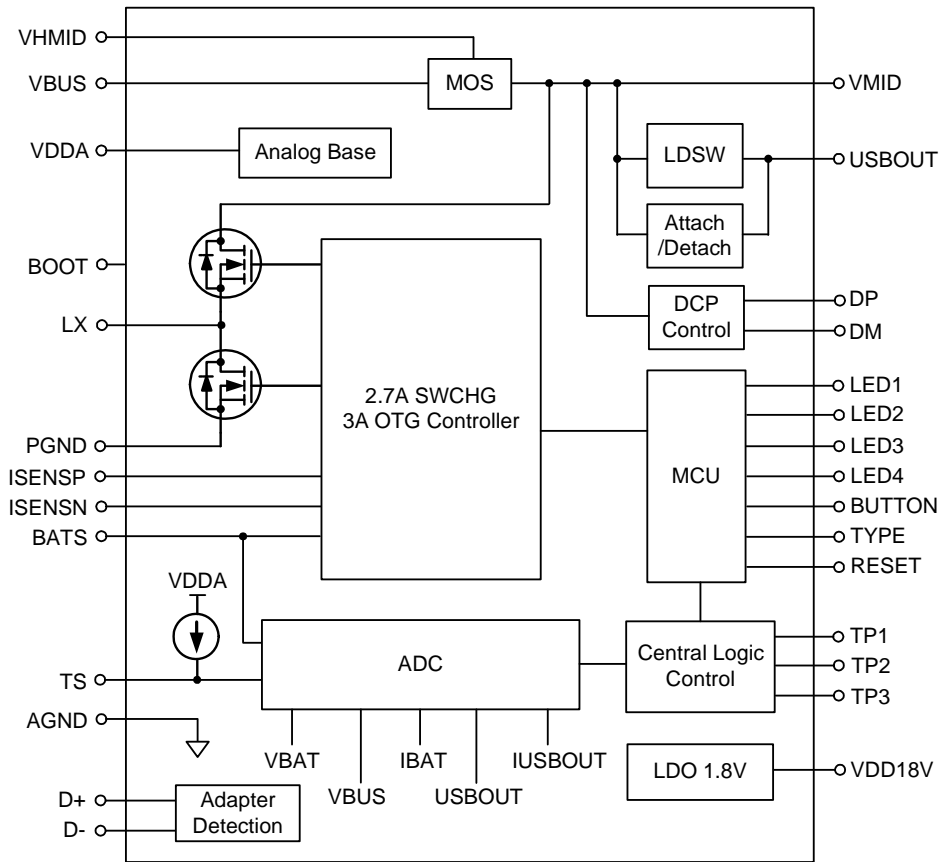 VHMID
VBUS
MOS
VMID
VDDA
Analog Base
LDSW
USBOUT
Attach
/Detach
BOOT
DCP
Control
DP
DM
LX
2.7A SWCHG
3A OTG Controller
MCU
LED1
LED2
LED3
LED4
BUTTON
TYPE
RESET
PGND
ISENSP
ISENSN
BATS
VDDA
TS
ADC
Central Logic
Control
TP1
TP2
TP3
AGND
VBAT
IBAT
IUSBOUT
VBUS
USBOUT
LDO 1.8V
VDD18V
D+
D-
Adapter
Detection